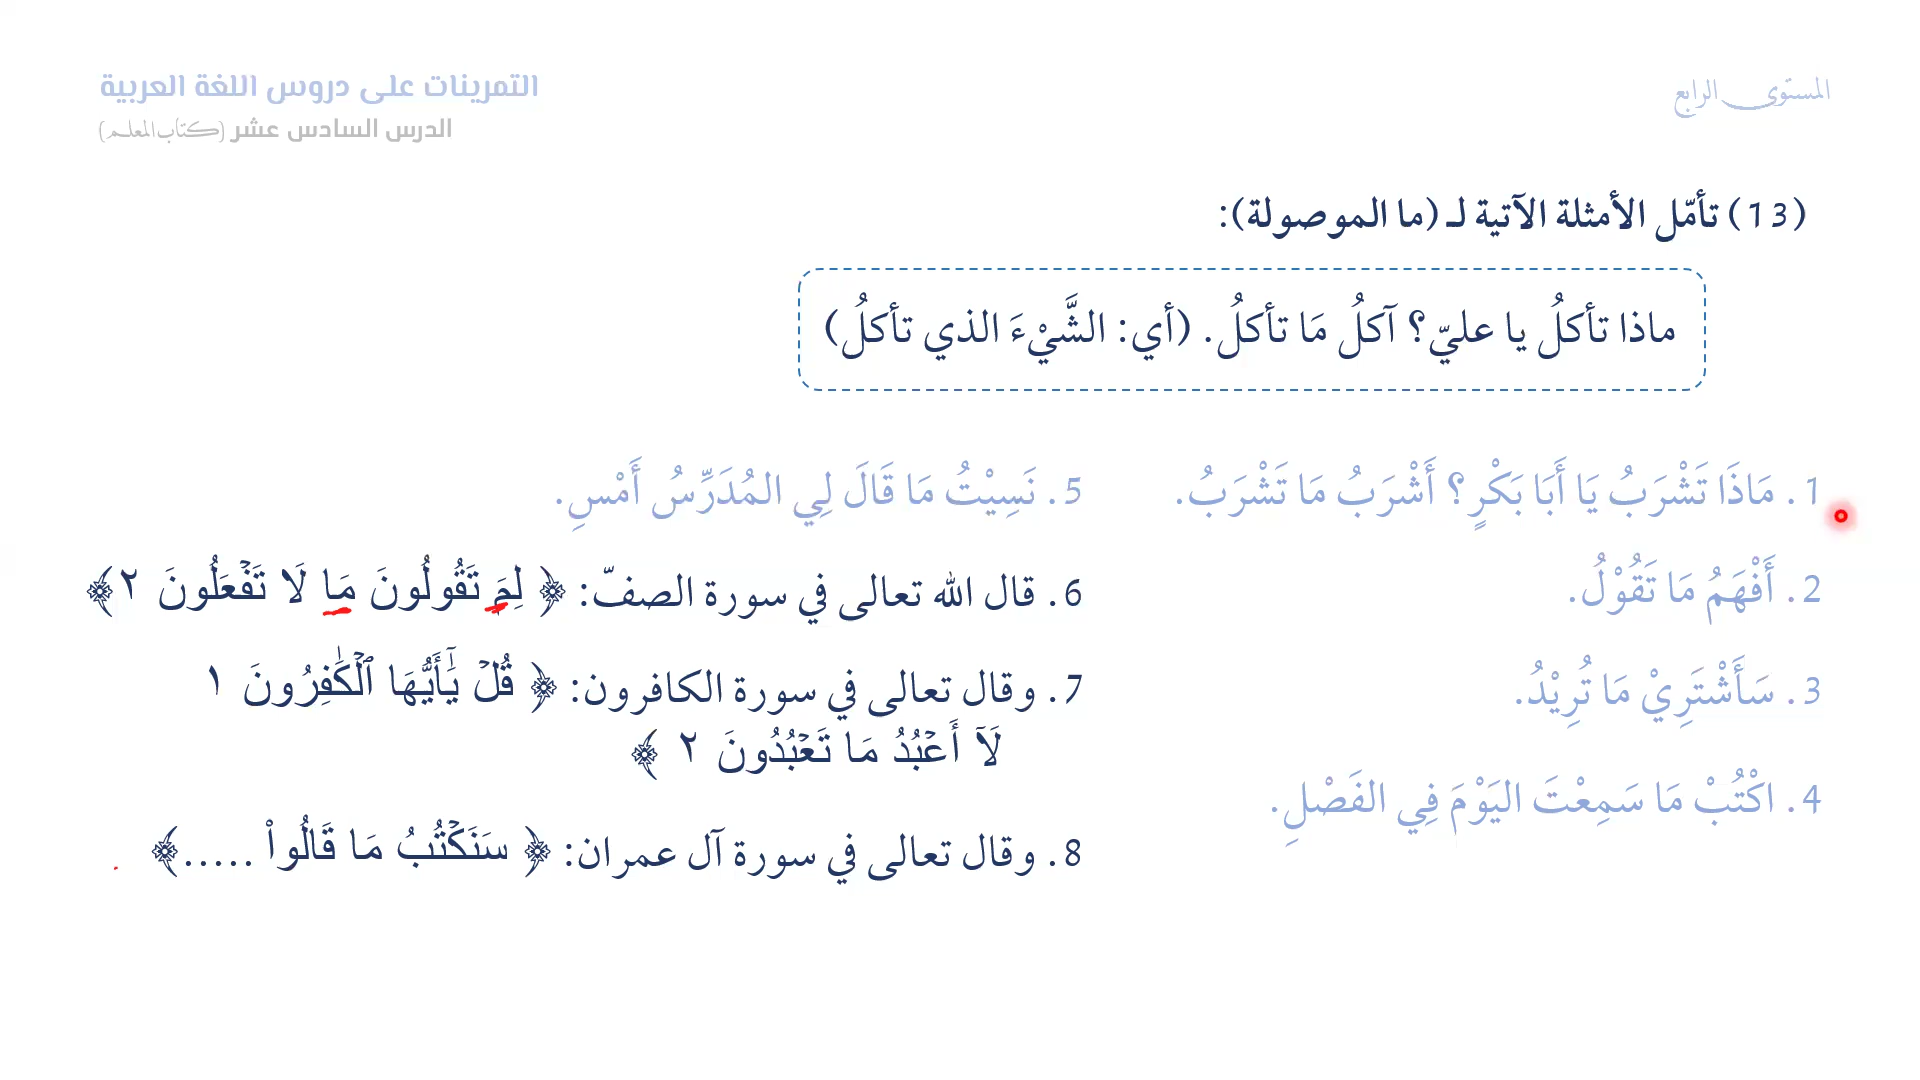 المستوى الرابع
التمرينات على دروس اللغة العربية
الدرس السادس عشر (كتاب المعلم)
(13) تأمّل الأمثلة الآتية لـ (ما الموصولة):
ماذا تأكلُ يا عليّ؟ آكلُ مَا تأكلُ. (أي: الشَّيْءَ الذي تأكلُ)
1. مَاذَا تَشْرَبُ يَا أَبَا بَكْرٍ؟ أَشْرَبُ مَا تَشْرَبُ.
2. أَفْهَمُ مَا تَقُوْلُ.
3. سَأَشْتَرِيْ مَا تُرِيْدُ.
4. اكْتُبْ مَا سَمِعْتَ اليَوْمَ فِي الفَصْلِ.
5. نَسِيْتُ مَا قَالَ لِي المُدَرِّسُ أَمْسِ.
6. قال الله تعالى في سورة الصفّ: ﴿ لِمَ تَقُولُونَ مَا لَا تَفْعَلُونَ ٢﴾
7. وقال تعالى في سورة الكافرون: ﴿ قُلۡ يَٰٓأَيُّهَا ٱلۡكَٰفِرُونَ ١
لَآ أَعۡبُدُ مَا تَعۡبُدُونَ ٢ ﴾
8. وقال تعالى في سورة آل عمران: ﴿ سَنَكۡتُبُ مَا قَالُواْ .....﴾